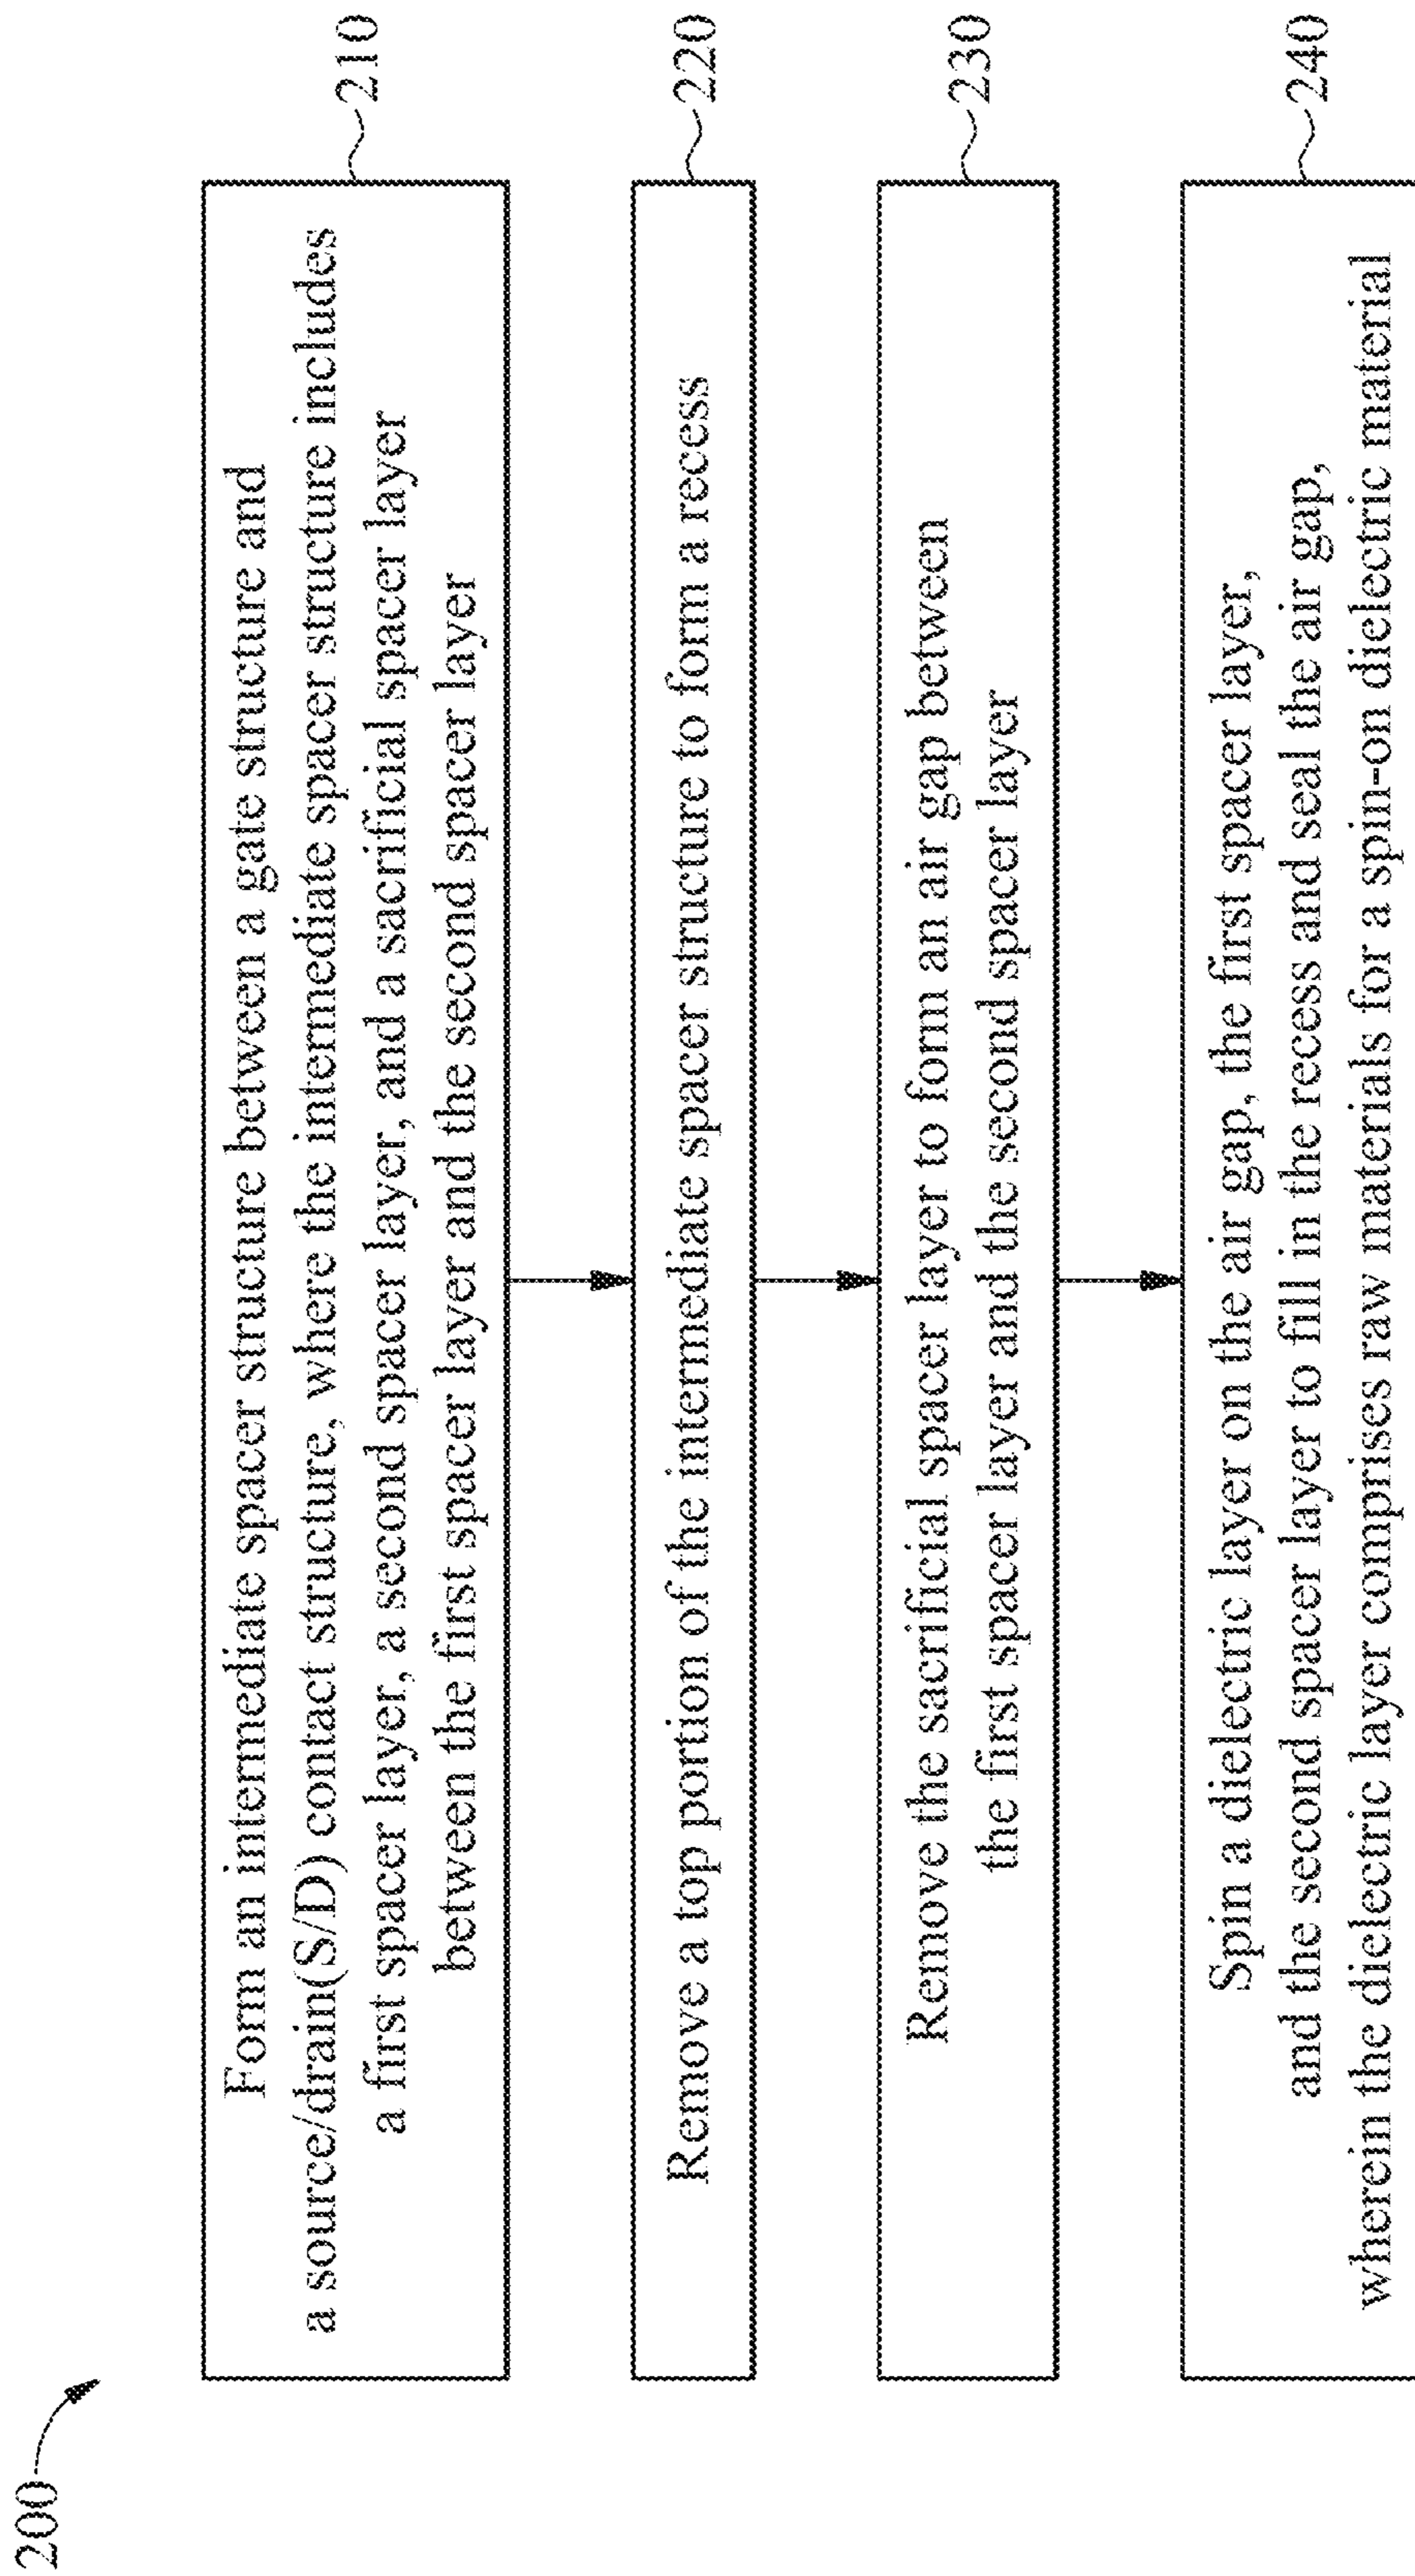 200
Form an intermediate spacer structure between a gate structure and
a source/drain(S/D) contact structure, where the intermediate spacer structure includes
a first spacer layer, a second spacer layer, and a sacrificial spacer layer
between the first spacer layer and the second spacer layer
210
Remove a top portion of the intermediate spacer structure to form a recess
220
Remove the sacrificial spacer layer to form an air gap between
the first spacer layer and the second spacer layer
230
Spin a dielectric layer on the air gap, the first spacer layer,
and the second spacer layer to fill in the recess and seal the air gap,
wherein the dielectric layer comprises raw materials for a spin-on dielectric material
240